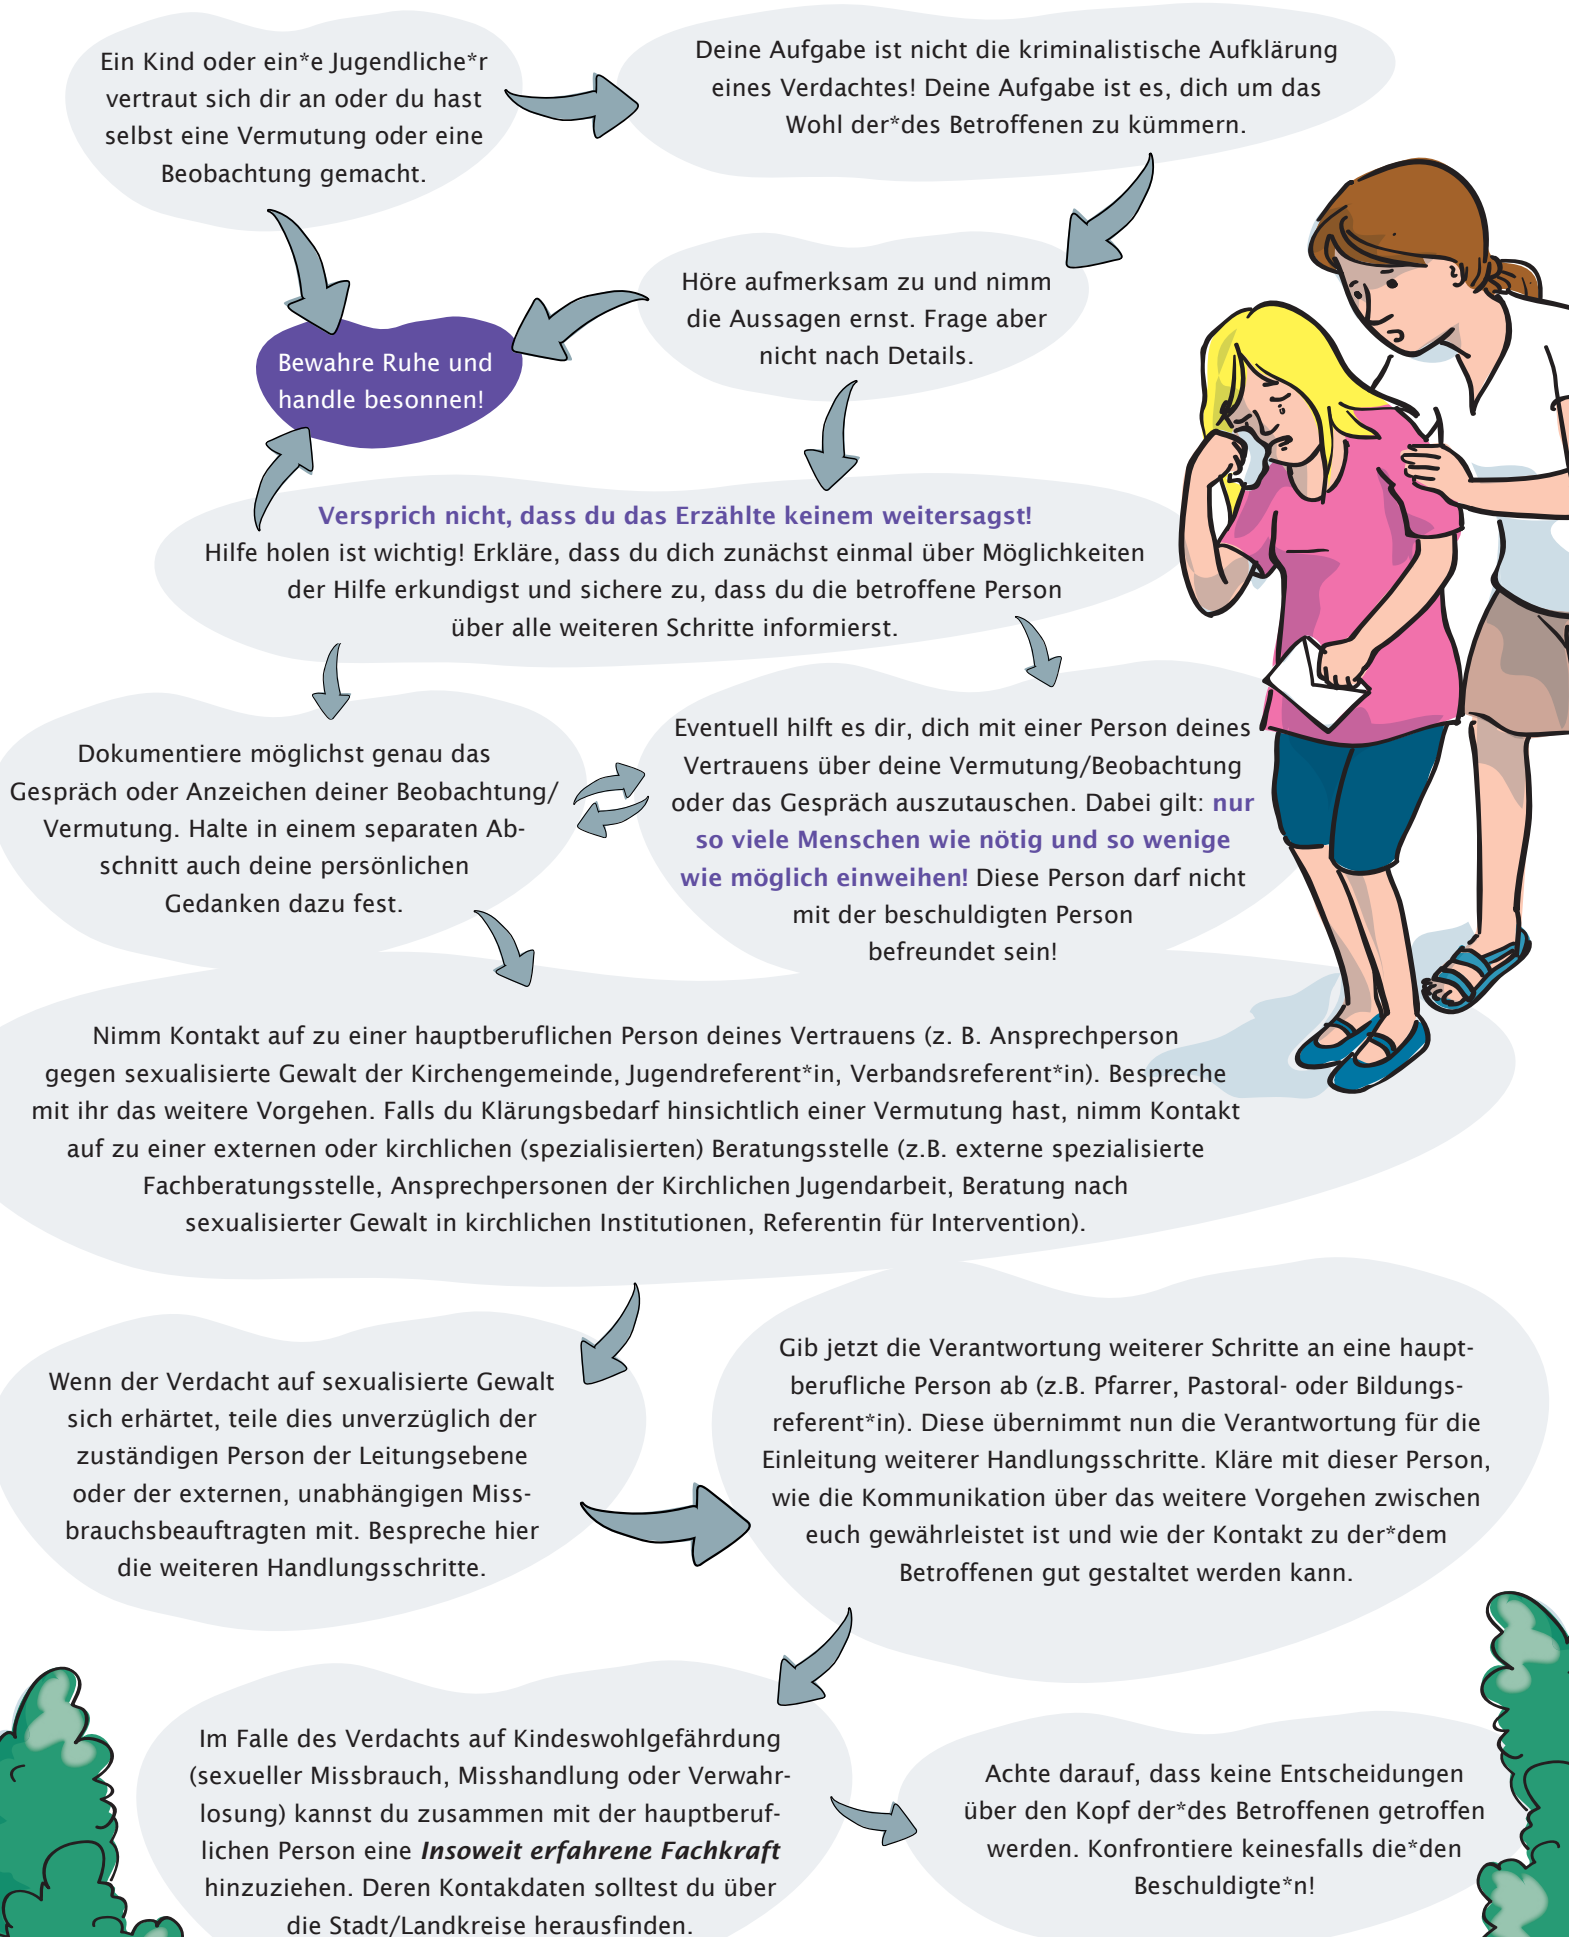 Ein Kind oder ein*e Jugendliche*r
vertraut sich dir an oder du hast
selbst eine Vermutung oder eine
Beobachtung gemacht.
Deine Aufgabe ist nicht die kriminalistische Aufklärung
eines Verdachtes! Deine Aufgabe ist es, dich um das
Wohl der*des Betroffenen zu kümmern.
Höre aufmerksam zu und nimm
die Aussagen ernst. Frage aber
nicht nach Details.
Bewahre Ruhe und
handle besonnen!
Versprich nicht, dass du das Erzählte keinem weitersagst!
Hilfe holen ist wichtig! Erkläre, dass du dich zunächst einmal über Möglichkeiten
der Hilfe erkundigst und sichere zu, dass du die betroffene Person
über alle weiteren Schritte informierst.
Dokumentiere möglichst genau das
Gespräch oder Anzeichen deiner Beobachtung/
Vermutung. Halte in einem separaten Ab-
schnitt auch deine persönlichen
Gedanken dazu fest.
Eventuell hilft es dir, dich mit einer Person deines
Vertrauens über deine Vermutung/Beobachtung
oder das Gespräch auszutauschen. Dabei gilt: nur
so viele Menschen wie nötig und so wenige
wie möglich einweihen! Diese Person darf nicht
mit der beschuldigten Person
befreundet sein!
Nimm Kontakt auf zu einer hauptberuflichen Person deines Vertrauens (z. B. Ansprechperson
gegen sexualisierte Gewalt der Kirchengemeinde, Jugendreferent*in, Verbandsreferent*in). Bespreche
mit ihr das weitere Vorgehen. Falls du Klärungsbedarf hinsichtlich einer Vermutung hast, nimm Kontakt
auf zu einer externen oder kirchlichen (spezialisierten) Beratungsstelle (z.B. externe spezialisierte
Fachberatungsstelle, Ansprechpersonen der Kirchlichen Jugendarbeit, Beratung nach
sexualisierter Gewalt in kirchlichen Institutionen, Referentin für Intervention).
Wenn der Verdacht auf sexualisierte Gewalt
sich erhärtet, teile dies unverzüglich der
zuständigen Person der Leitungsebene
oder der externen, unabhängigen Miss-
brauchsbeauftragten mit. Bespreche hier
die weiteren Handlungsschritte.
Gib jetzt die Verantwortung weiterer Schritte an eine haupt-
berufliche Person ab (z.B. Pfarrer, Pastoral- oder Bildungs-
referent*in). Diese übernimmt nun die Verantwortung für die
Einleitung weiterer Handlungsschritte. Kläre mit dieser Person,
wie die Kommunikation über das weitere Vorgehen zwischen
euch gewährleistet ist und wie der Kontakt zu der*dem
Betroffenen gut gestaltet werden kann.
Im Falle des Verdachts auf Kindeswohlgefährdung
(sexueller Missbrauch, Misshandlung oder Verwahr-
losung) kannst du zusammen mit der hauptberuf-
lichen Person eine Insoweit erfahrene Fachkraft
hinzuziehen. Deren Kontakdaten solltest du über
die Stadt/Landkreise herausfinden.
Achte darauf, dass keine Entscheidungen
über den Kopf der*des Betroffenen getroffen
werden. Konfrontiere keinesfalls die*den
Beschuldigte*n!